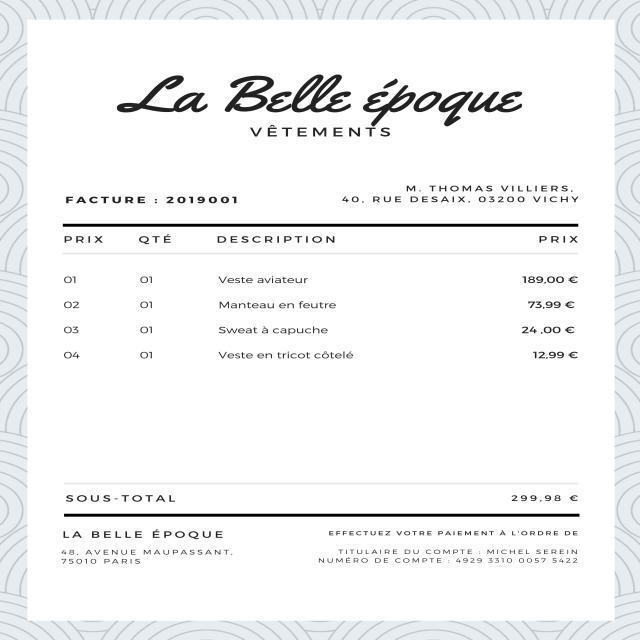 La Belle époque
VÊTEMENTS
M. THOMAS VILLIERS,
FACTURE : 2019001 40, RUE DESAIX, 03200 VICHY
PRIX QTÉ DESCRIPTION PRIX
01 01 Veste aviateur 189,00 €
02 01 Manteau en feutre 73,99 €
03 01 Sweat à capuche 24 ,00 €
04 01 Veste en tricot côtelé 12,99 €
SOUS-TOTAL 299,98 €
LA BELLE ÉPOQUE EFFECTUEZ VOTRE PAIEMENT À L'ORDRE DE
48, AVENUE MAUPASSANT, TITULAIRE DU COMPTE : MICHEL SEREIN
75010 PARIS NUMÉRO DE COMPTE : 4929 3310 0057 5422